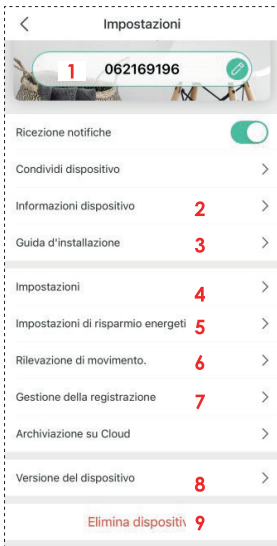 Impostazioni
1 062169196
Ricezione notifiche
Condividi dispositivo
Informazioni dispositivo 2
Guida d'installazione 3
Impostazioni 4
Impostazioni di risparmio energeti 5
Rilevazione di movimento. 6
Gestione della registrazione 7
Archiviazione su Cloud
Versione del dispositivo 8
Elimina dispositiv 9